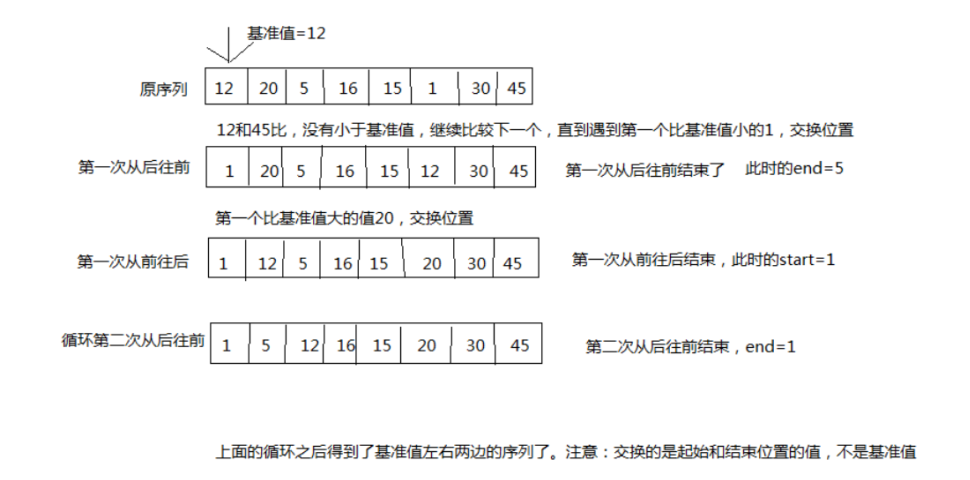 基准值=12
原序列 12 20 5 16 15 1 30 45
12和45比，没有小于基准值，继续比较下一个，直到遇到第一个比基准值小的1，交换位置
第一次从后往前 1 20 5 16 15 12 30 45 第一次从后往前结束了 此时的end=5
第一个比基准值大的值20，交换位置
第一次从前往后 1 12 5 16 15 20 30 45 第一次从前往后结束，此时的start=1
循环第二次从后往前 1 5 12 16 15 20 30 45 第二次从后往前结束，end=1
上面的循环之后得到了基准值左右两边的序列了。注意：交换的是起始和结束位置的值，不是基准值